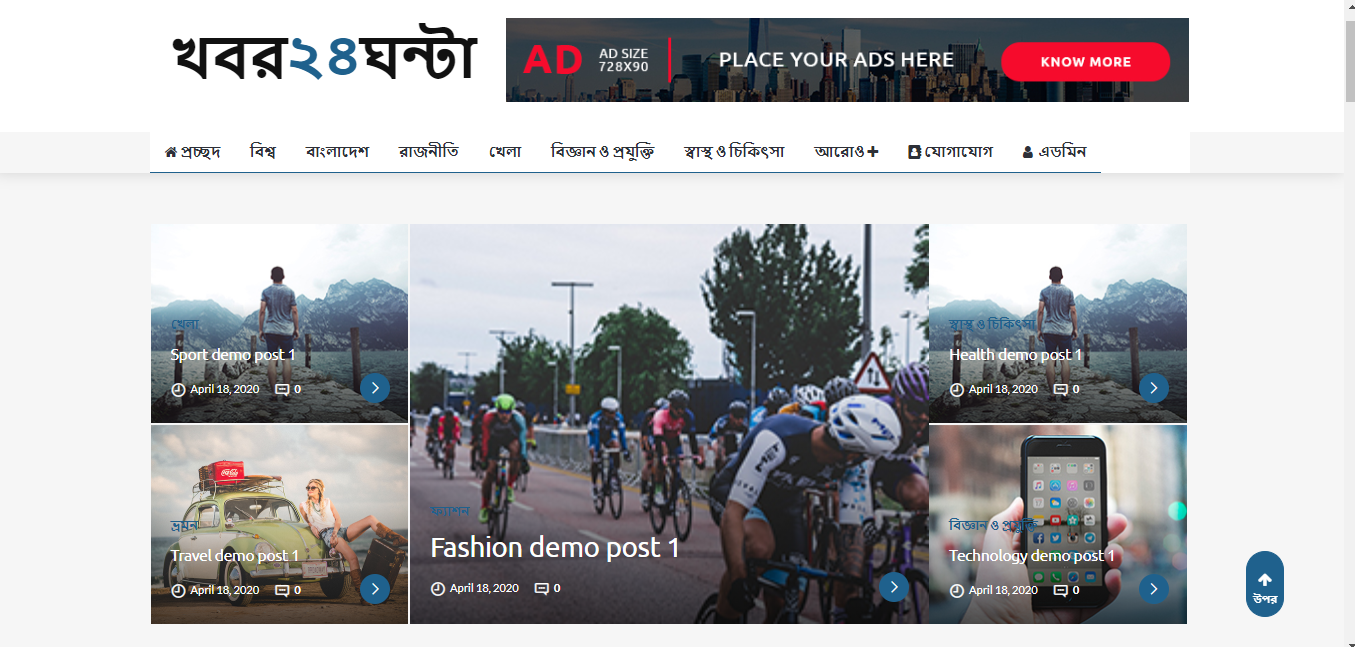 খবর২৪ঘন্টা
AD
AD SIZE
728X90
PLACE YOUR ADS HERE
KNOW MORE
প্রচ্ছদ
বিশ্ব
বাংলাদেশ
রাজনীতি
খেলা
বিজ্ঞান ও প্রযুক্তি
স্বাস্থ ও চিকিৎসা
আরোও+
যোগাযোগ
এডমিন
খেলা
Sport demo post 1
April 18, 2020 0
ভ্রমন
Travel demo post 1
April 18, 2020 0
ফ্যাশন
Fashion demo post 1
April 18, 2020 0
স্বাস্থ ও চিকিৎসা
Health demo post 1
April 18, 2020 0
বিজ্ঞান ও প্রযুক্তি
Technology demo post 1
April 18, 2020 0
MET
উপর